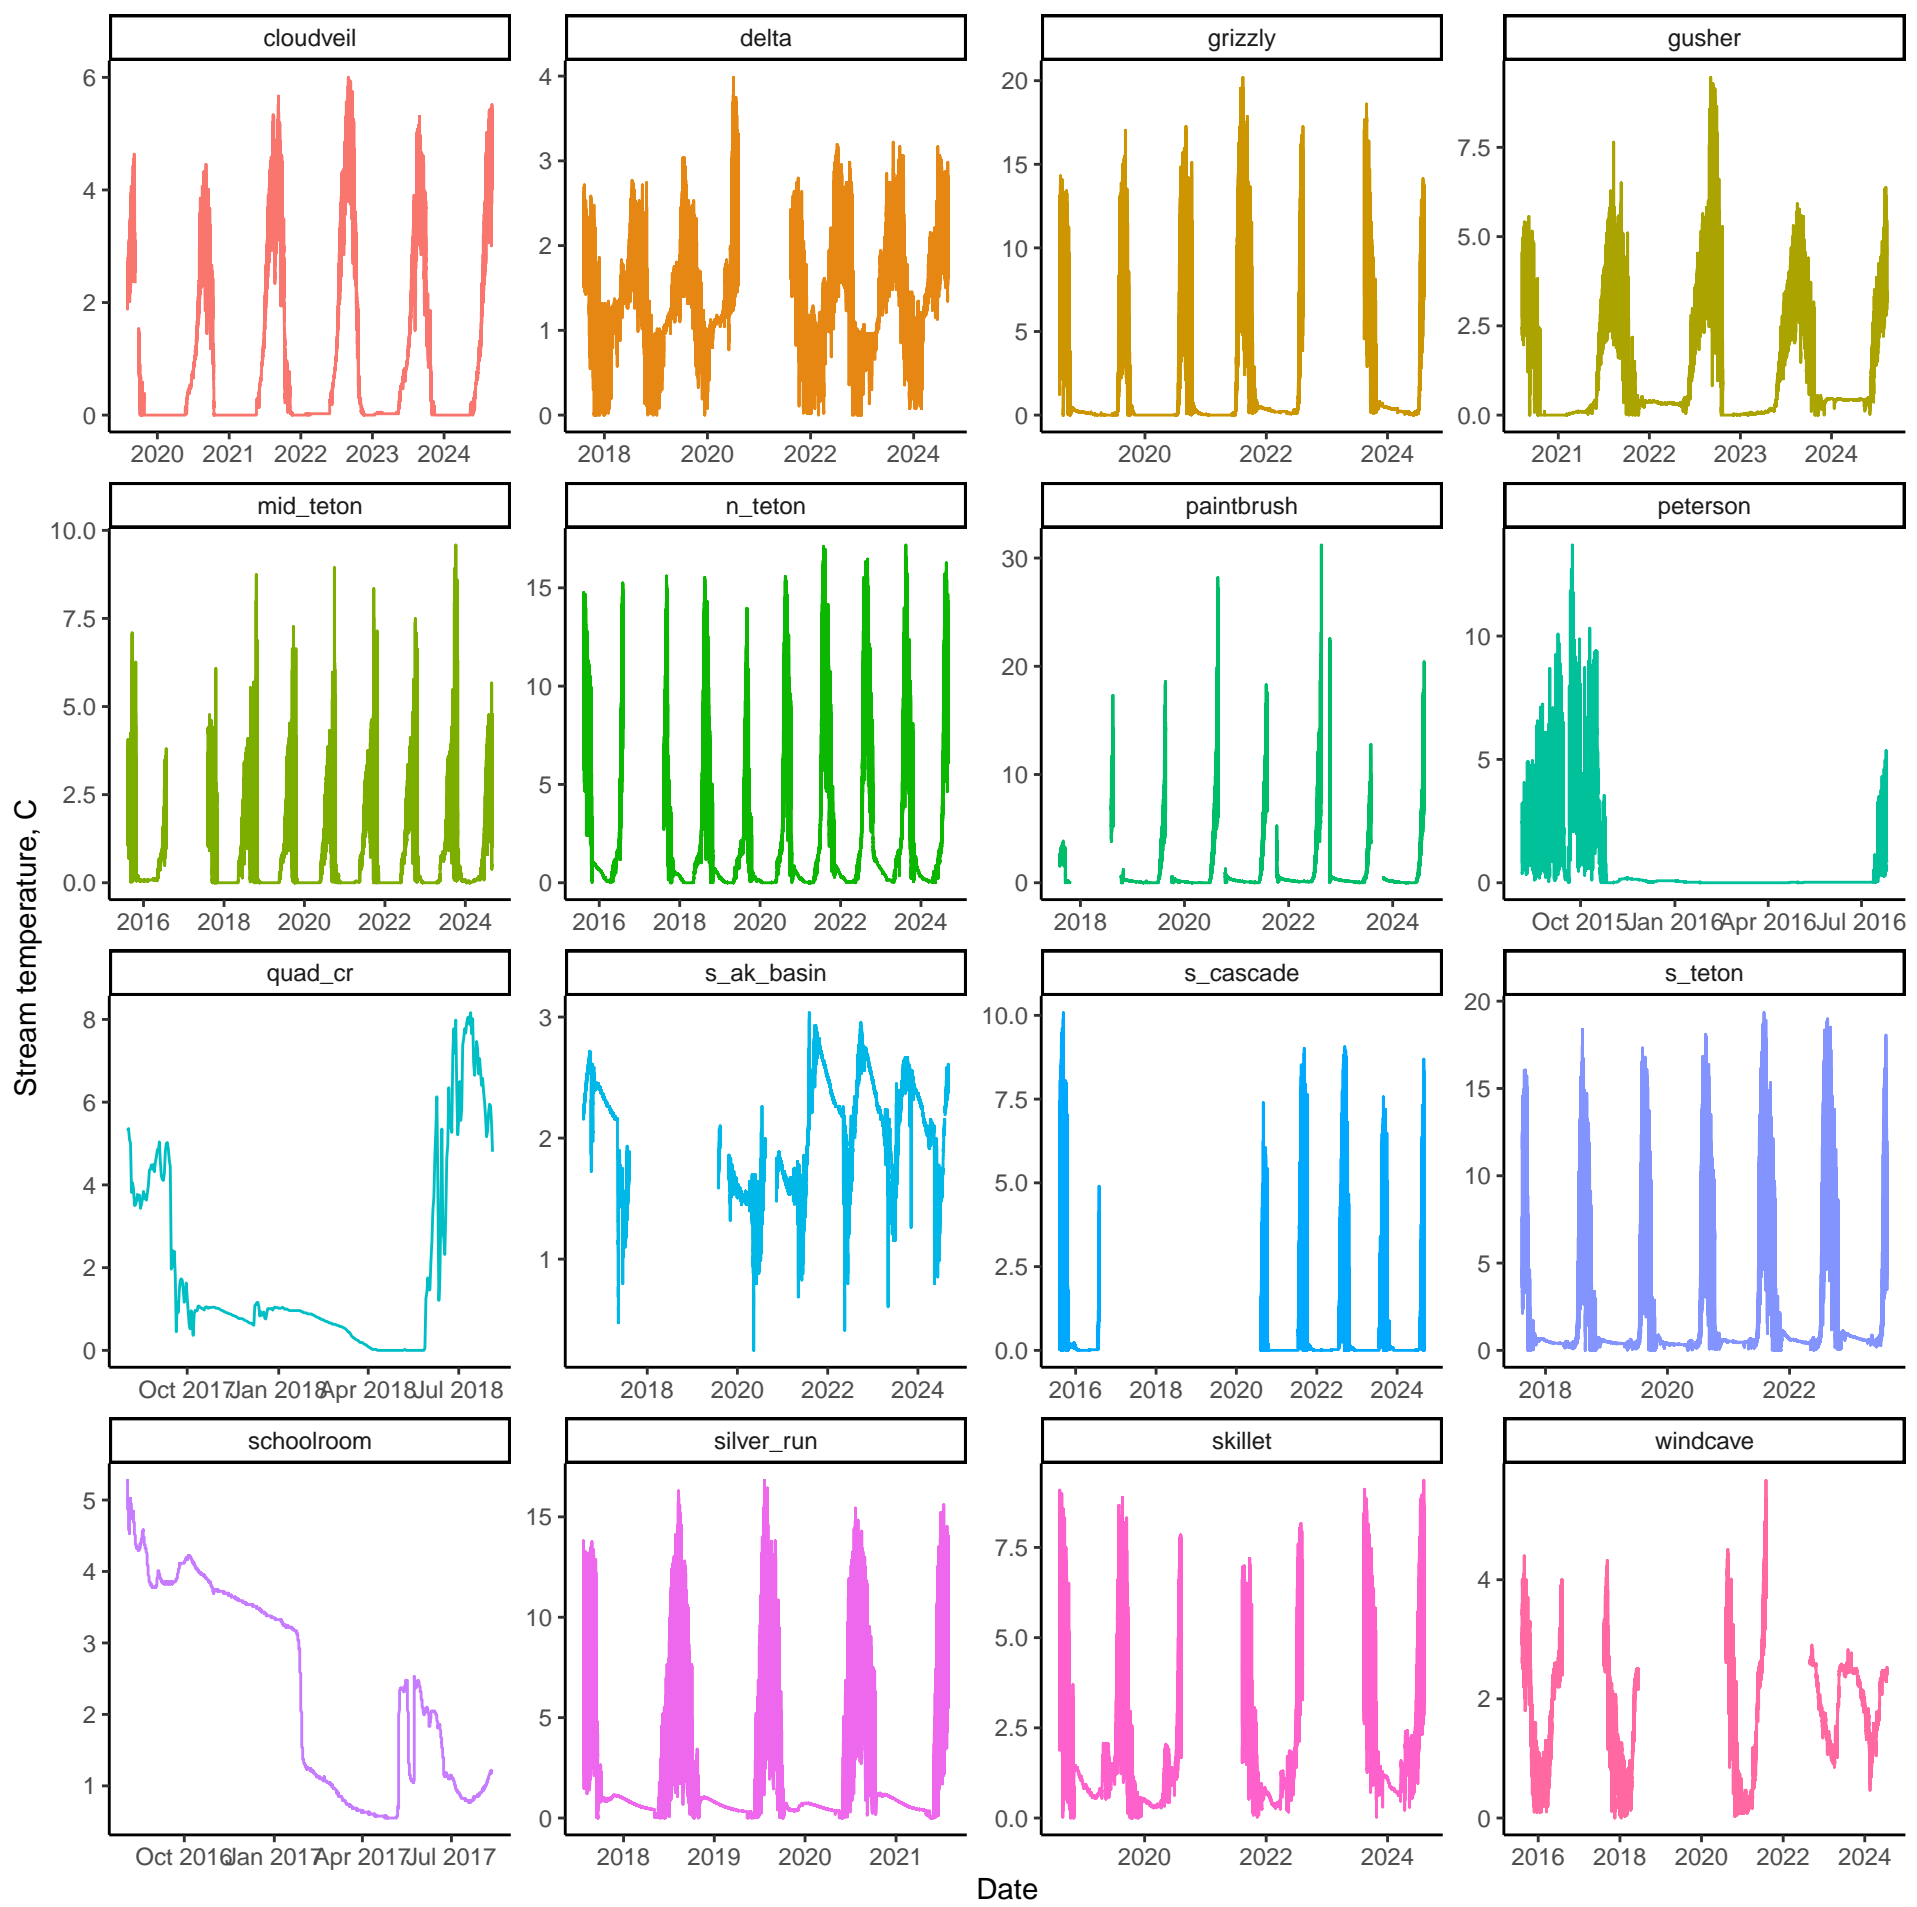 cloudveil delta grizzly gusher
6 4 2 0
4 3 2 1 0
20 15 10 5 0
7.5 5.0 2.5 0.0
2020 2021 2022 2023 2024
2018 2020 2022 2024
2020 2022 2024
2021 2022 2023 2024
mid_teton n_teton paintbrush peterson
10.0 7.5 5.0 2.5 0.0
15 10 5 0
30 20 10 0
10 5 0
2016 2018 2020 2022 2024
2016 2018 2020 2022 2024
2018 2020 2022 2024
Oct 2015 Jan 2016 Apr 2016 Jul 2016
Stream temperature, C
quad_cr s_ak_basin s_cascade s_teton
8 6 4 2 0
3 2 1
10.0 7.5 5.0 2.5 0.0
20 15 10 5 0
Oct 2017 Jan 2018 Apr 2018 Jul 2018
2018 2020 2022 2024
2016 2018 2020 2022 2024
2018 2020 2022
schoolroom silver_run skillet windcave
5 4 3 2 1
15 10 5 0
7.5 5.0 2.5 0.0
4 2 0
Oct 2016 Jan 2017 Apr 2017 Jul 2017
2018 2019 2020 2021
2020 2022 2024
2016 2018 2020 2022 2024
Date